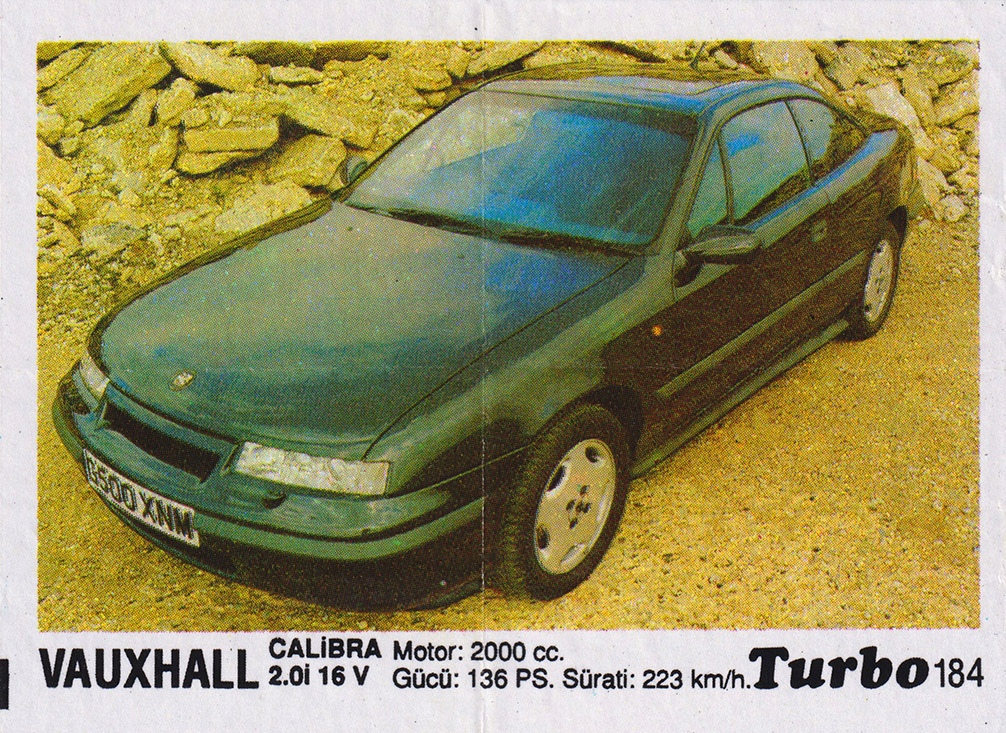 G500 XNM
VAUXHALL
CALİBRA
2.0i 16 V
Motor: 2000 cc.
Gücü: 136 PS. Sürati: 223 km/h.
Turbo 184